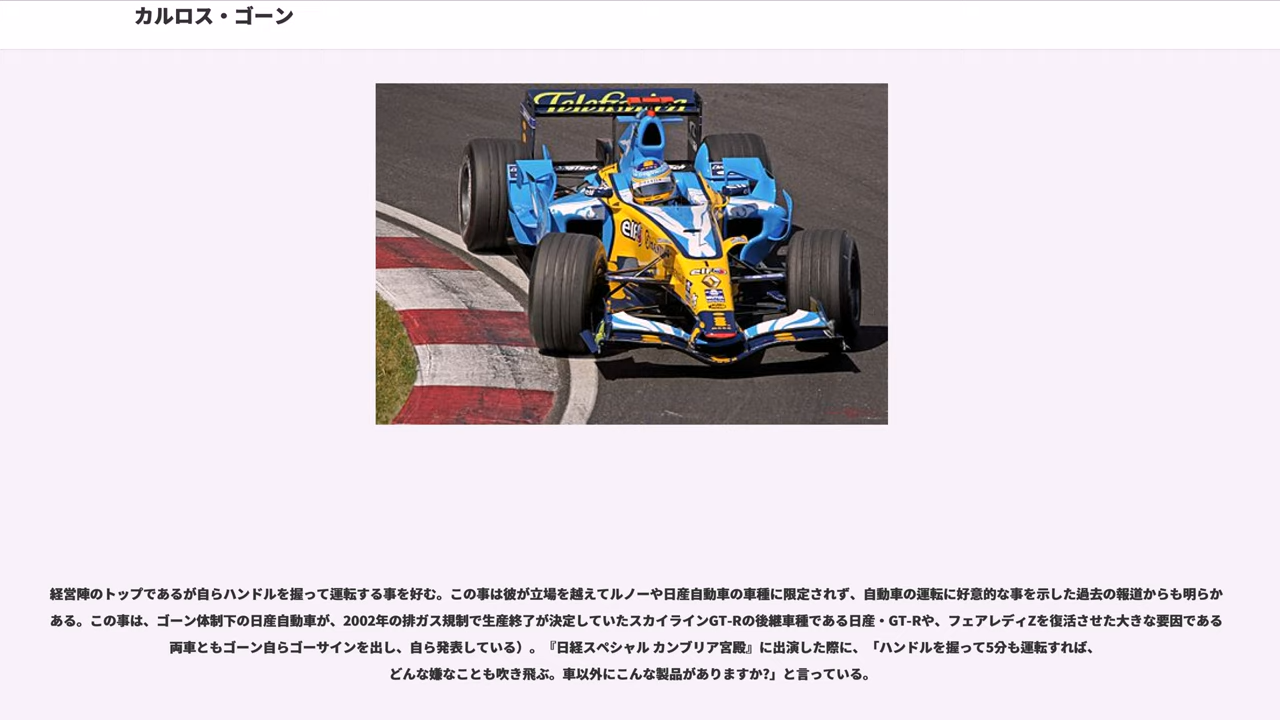 カルロス・ゴーン
Telefónica
elf
elf
経営陣のトップであるが自らハンドルを握って運転する事を好む。この事は彼が立場を越えてルノーや日産自動車の車種に限定されず、自動車の運転に好意的な事を示した過去の報道からも明らか
ある。この事は、ゴーン体制下の日産自動車が、2002年の排ガス規制で生産終了が決定していたスカイラインGT-Rの後継車種である日産・GT-Rや、フェアレディZを復活させた大きな要因である
両車ともゴーン自らゴーサインを出し、自ら発表している）。『日経スペシャル カンブリア宮殿』に出演した際に、「ハンドルを握って5分も運転すれば、
どんな嫌なことも吹き飛ぶ。車以外にこんな製品がありますか?」と言っている。